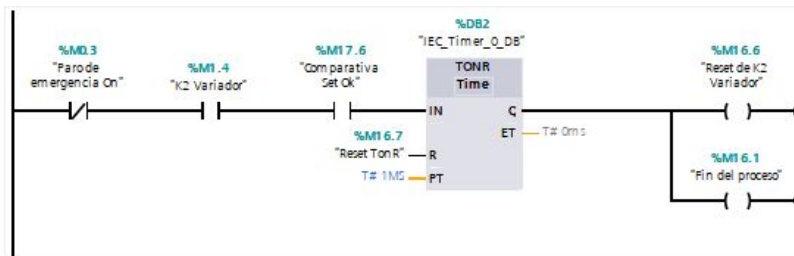 %DB2
"IEC_Timer_0_DB"
%M0.3
"Paro de
emergencia On"
%M1.4
"K2 Variador"
%M17.6
"Comparativa
Set Ok"
TONR
Time
%M16.6
"Reset de K2
Variador"
IN
Q
ET
T# 0ms
%M16.7
"Reset TonR"
R
T# 1MS
PT
%M16.1
"Fin del proceso"